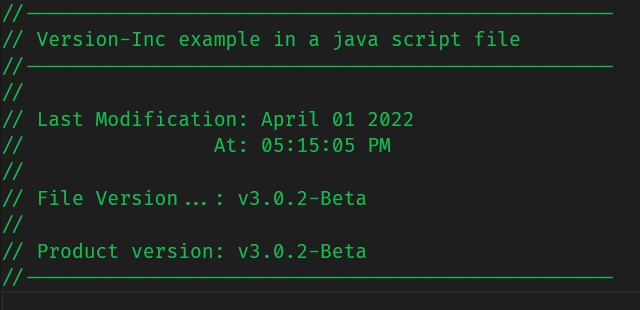 //--------------------------------------------------
// Version-Inc example in a java script file
//--------------------------------------------------
//
// Last Modification: April 01 2022
//                At: 05:15:05 PM
//
// File Version...: v3.0.2-Beta
//
// Product version: v3.0.2-Beta
//--------------------------------------------------